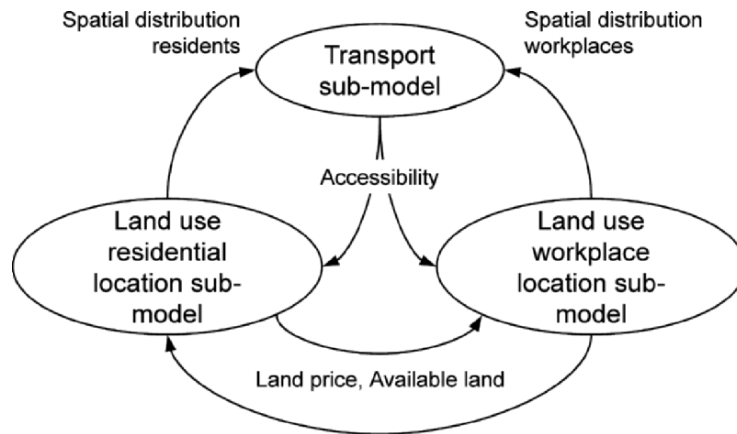 Spatial distribution
residents
Transport
sub-model
Spatial distribution
workplaces
Accessibility
Land use
residential
location sub-
model
Land use
workplace
location sub-
model
Land price, Available land